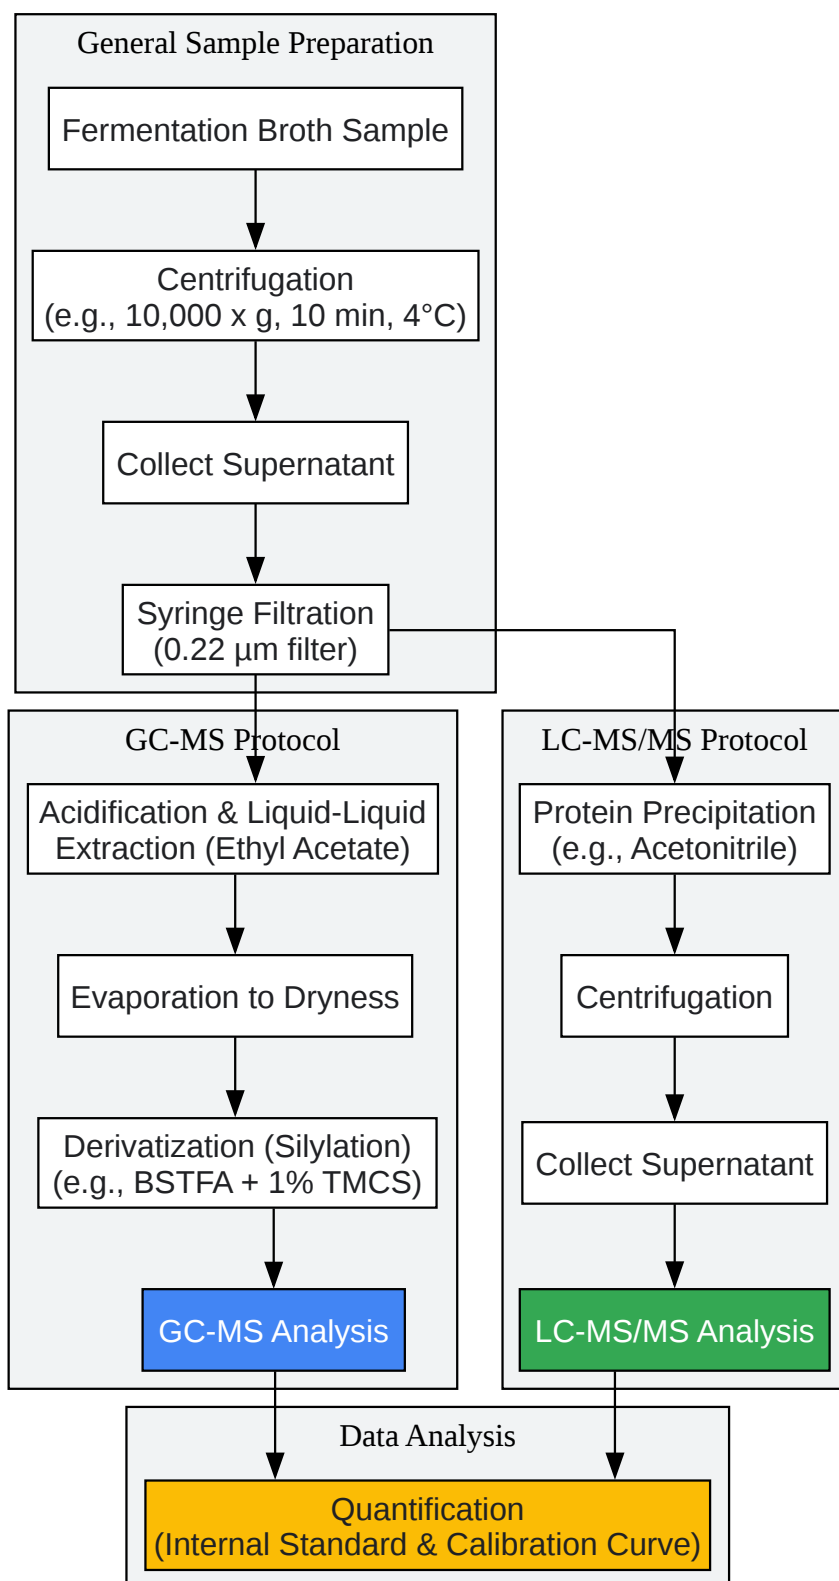 General Sample Preparation
Fermentation Broth Sample
Centrifugation
(e.g., 10,000 x g, 10 min, 4°C)
Collect Supernatant
Syringe Filtration
(0.22 µm filter)
GC-MS Protocol
Acidification & Liquid-Liquid
Extraction (Ethyl Acetate)
Evaporation to Dryness
Derivatization (Silylation)
(e.g., BSTFA + 1% TMCS)
GC-MS Analysis
LC-MS/MS Protocol
Protein Precipitation
(e.g., Acetonitrile)
Centrifugation
Collect Supernatant
LC-MS/MS Analysis
Data Analysis
Quantification
(Internal Standard & Calibration Curve)